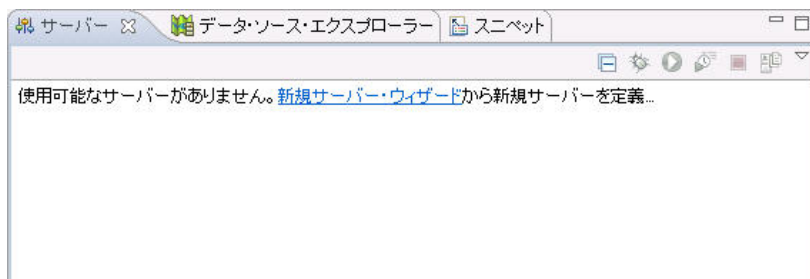 サーバー データ・ソース・エクスプローラー スニペット
使用可能なサーバーがありません。新規サーバー・ウィザードから新規サーバーを定義...